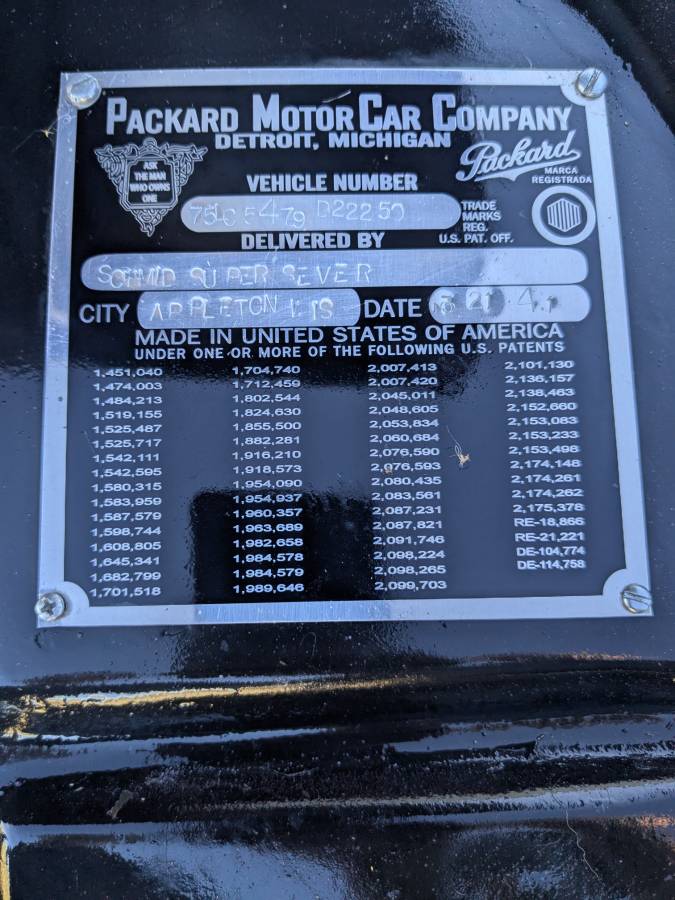 PACKARD MOTOR CAR COMPANY
DETROIT, MICHIGAN
ASK
THE MAN
WHO OWNS
ONE
Packard
MARCA
REGISTRADA
VEHICLE NUMBER
D22250
TRADE
MARKS
REG.
U.S. PAT. OFF.
DELIVERED BY
SCHMID SUPER SEVER
CITY APPLETON WIS DATE 3 21 41
MADE IN UNITED STATES OF AMERICA
UNDER ONE OR MORE OF THE FOLLOWING U.S. PATENTS
1,451,040 1,704,740 2,007,413 2,101,130
1,474,003 1,712,459 2,007,420 2,136,157
1,484,213 1,802,544 2,045,011 2,138,463
1,519,155 1,824,630 2,048,605 2,152,660
1,525,487 1,855,500 2,053,834 2,153,083
1,525,717 1,882,281 2,060,684 2,153,233
1,542,111 1,916,210 2,076,590 2,153,498
1,542,595 1,918,573 2,076,593 2,174,148
1,580,315 1,954,090 2,080,435 2,174,261
1,583,959 1,954,937 2,083,561 2,174,262
1,587,579 1,960,357 2,087,231 2,175,378
1,598,744 1,963,689 2,087,821 RE-18,866
1,608,805 1,982,658 2,091,746 RE-21,221
1,645,341 1,984,578 2,098,224 DE-104,774
1,682,799 1,984,579 2,098,265 DE-114,758
1,701,518 1,989,646 2,099,703